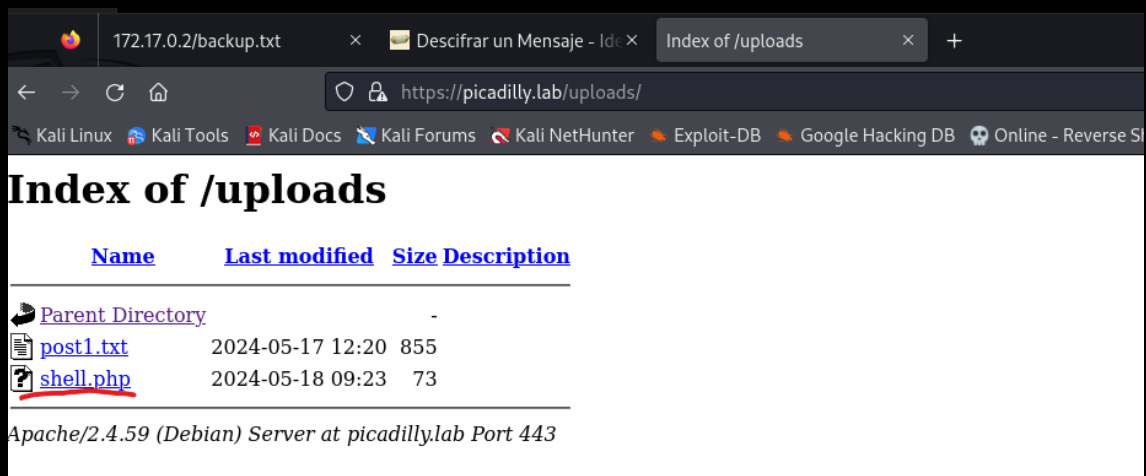 172.17.0.2/backup.txt
Descifrar un Mensaje - Ide
Index of /uploads
https://picadilly.lab/uploads/
Kali Linux Kali Tools Kali Docs Kali Forums Kali NetHunter Exploit-DB Google Hacking DB Online - Reverse Sh
Index of /uploads
Name Last modified Size Description
Parent Directory -
post1.txt 2024-05-17 12:20 855
shell.php 2024-05-18 09:23 73
Apache/2.4.59 (Debian) Server at picadilly.lab Port 443